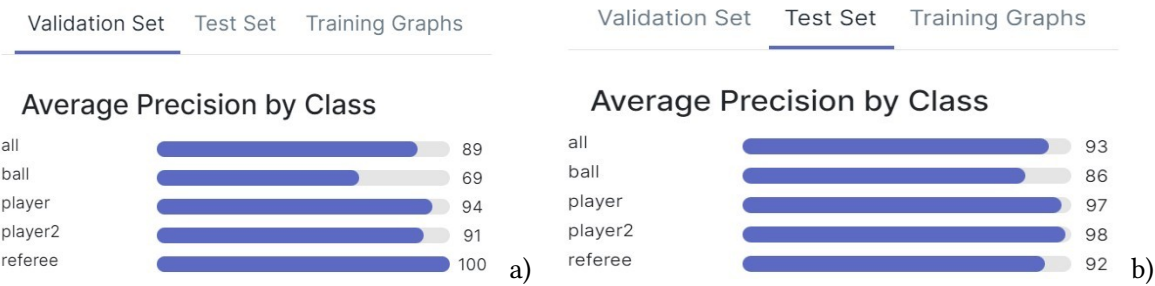 Validation Set Test Set Training Graphs
Average Precision by Class
all 89
ball 69
player 94
player2 91
referee 100
a)
Validation Set Test Set Training Graphs
Average Precision by Class
all 93
ball 86
player 97
player2 98
referee 92
b)